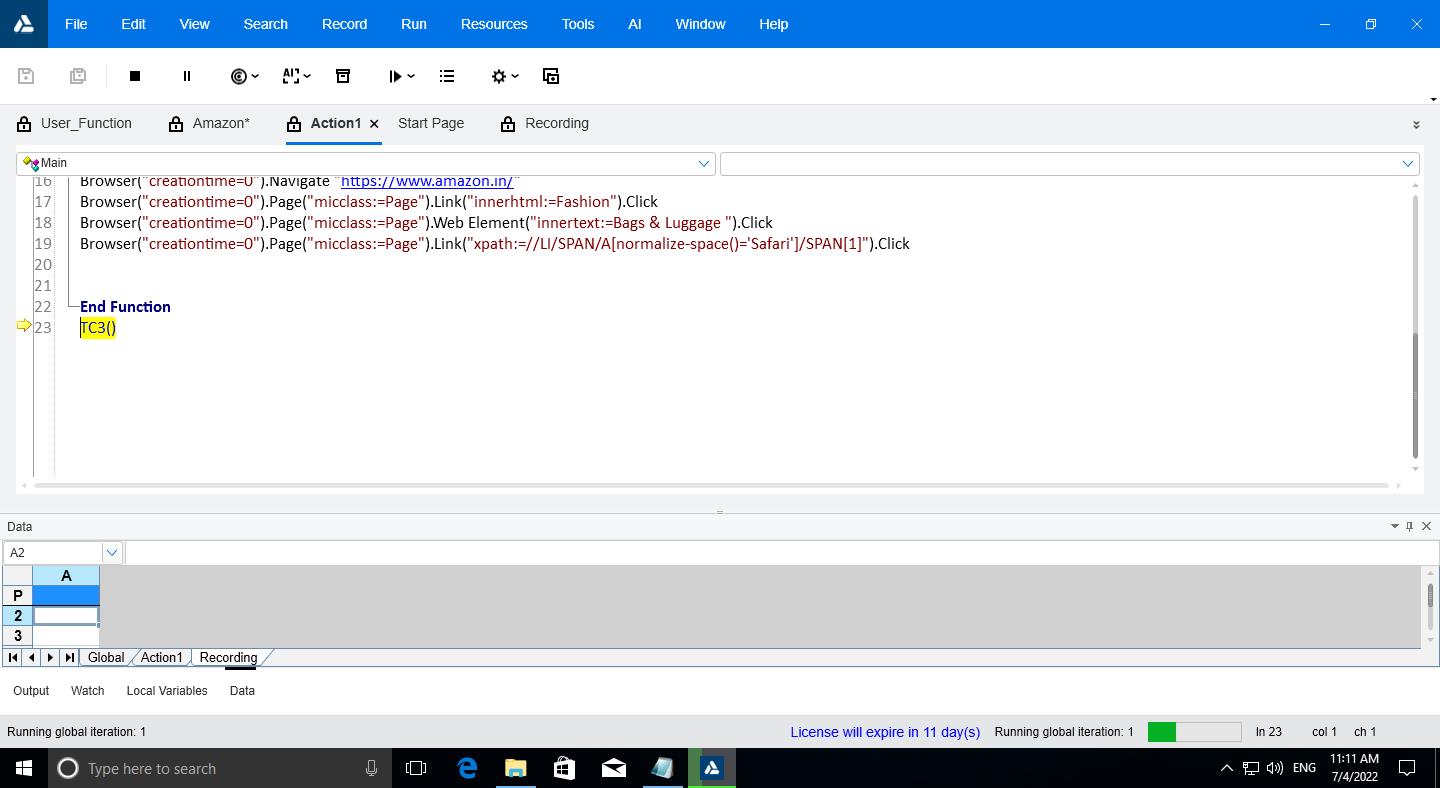 File Edit View Search Record Run Resources Tools AI Window Help
User_Function Amazon* Action1 Start Page Recording
Main
16 Browser("creationtime=0").Navigate "https://www.amazon.in/"
17 Browser("creationtime=0").Page("micclass:=Page").Link("innerhtml:=Fashion").Click
18 Browser("creationtime=0").Page("micclass:=Page").Web Element("innertext:=Bags & Luggage ").Click
19 Browser("creationtime=0").Page("micclass:=Page").Link("xpath:=//LI/SPAN/A[normalize-space()='Safari']/SPAN[1]").Click
20
21
22 End Function
23 TC3()
Data
A2
A
P
2
3
Global Action1 Recording
Output Watch Local Variables Data
Running global iteration: 1 License will expire in 11 day(s) Running global iteration: 1 ln 23 col 1 ch 1
Type here to search ENG 11:11 AM
7/4/2022